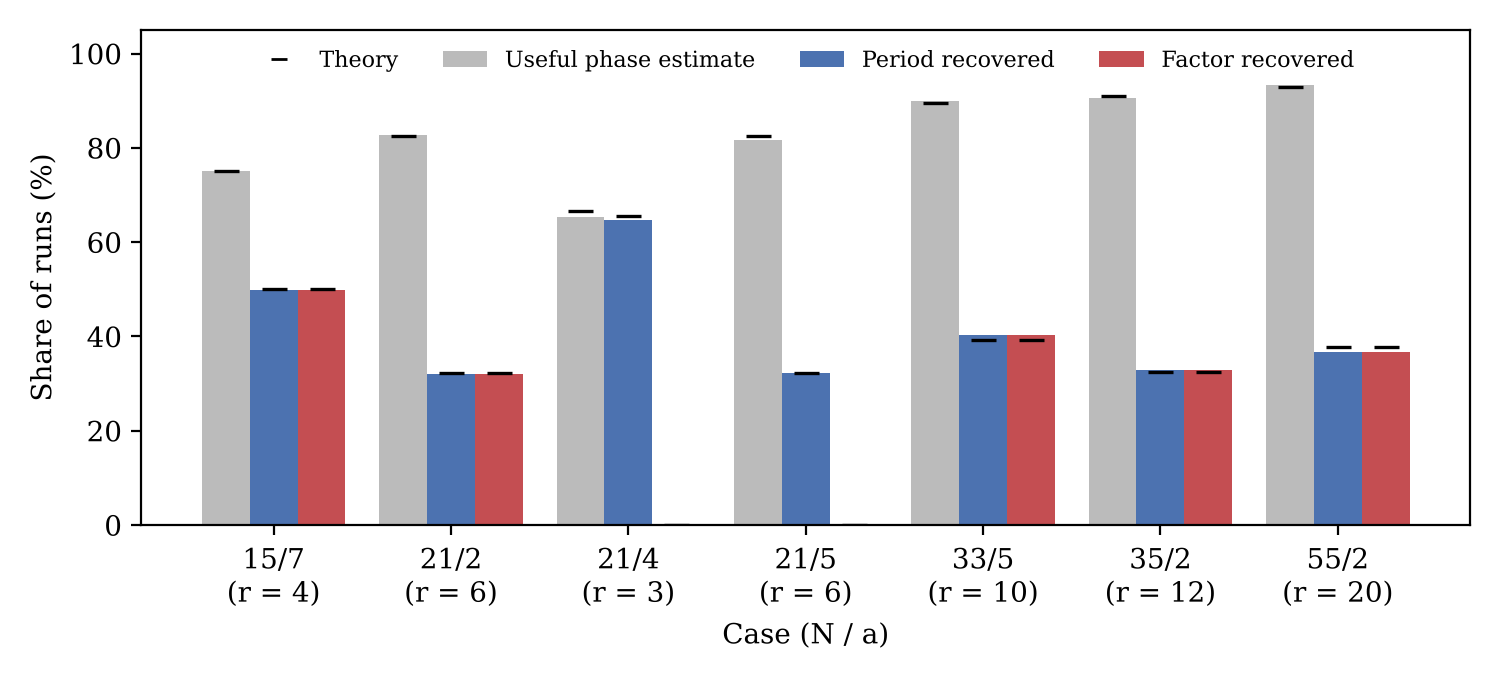 Theory Useful phase estimate Period recovered Factor recovered
Share of runs (%)
100
80
60
40
20
0
15/7 21/2 21/4 21/5 33/5 35/2 55/2
(r = 4) (r = 6) (r = 3) (r = 6) (r = 10) (r = 12) (r = 20)
Case (N / a)